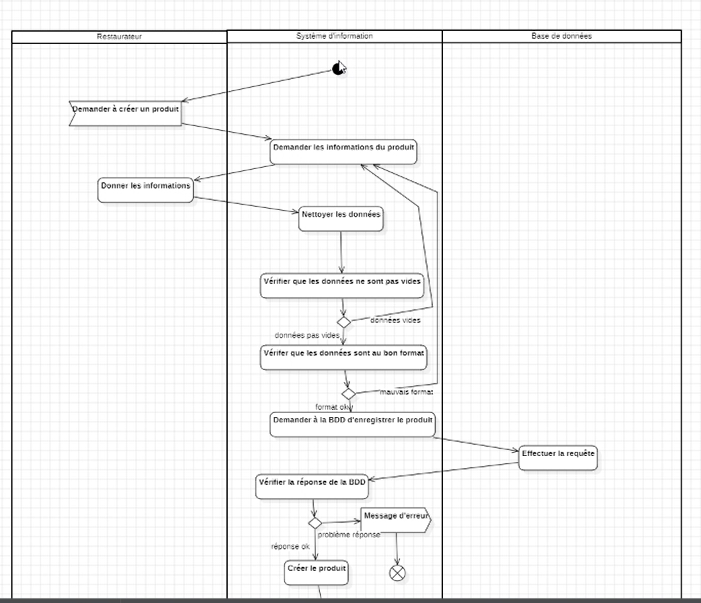 Restaurateur
Système d'information
Base de données
Demander à créer un produit
Demander les informations du produit
Donner les informations
Nettoyer les données
Vérifier que les données ne sont pas vides
données vides
données pas vides
Vérifer que les données sont au bon format
mauvais format
format ok
Demander à la BDD d'enregistrer le produit
Effectuer la requête
Vérifier la réponse de la BDD
Message d'erreur
problème réponse
réponse ok
Créer le produit